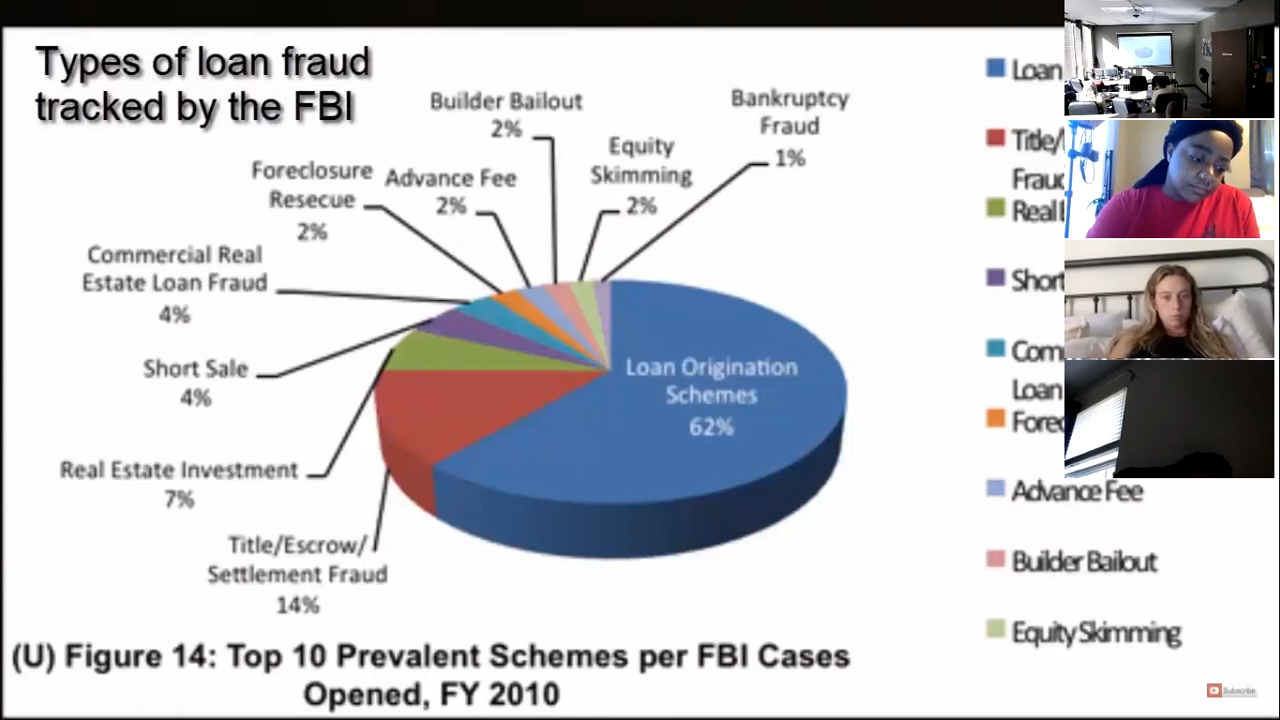 Types of loan fraud
tracked by the FBI
Builder Bailout
2%
Bankruptcy
Fraud
1%
Equity
Skimming
2%
Foreclosure
Resecue
2%
Advance Fee
2%
Commercial Real
Estate Loan Fraud
4%
Short Sale
4%
Loan Origination
Schemes
62%
Real Estate Investment
7%
Title/Escrow/
Settlement Fraud
14%
Loan
Title/
Real
Short
Com
Loan
Forec
Advance Fee
Builder Bailout
Equity Skimming
(U) Figure 14: Top 10 Prevalent Schemes per FBI Cases
Opened, FY 2010
Subscribe